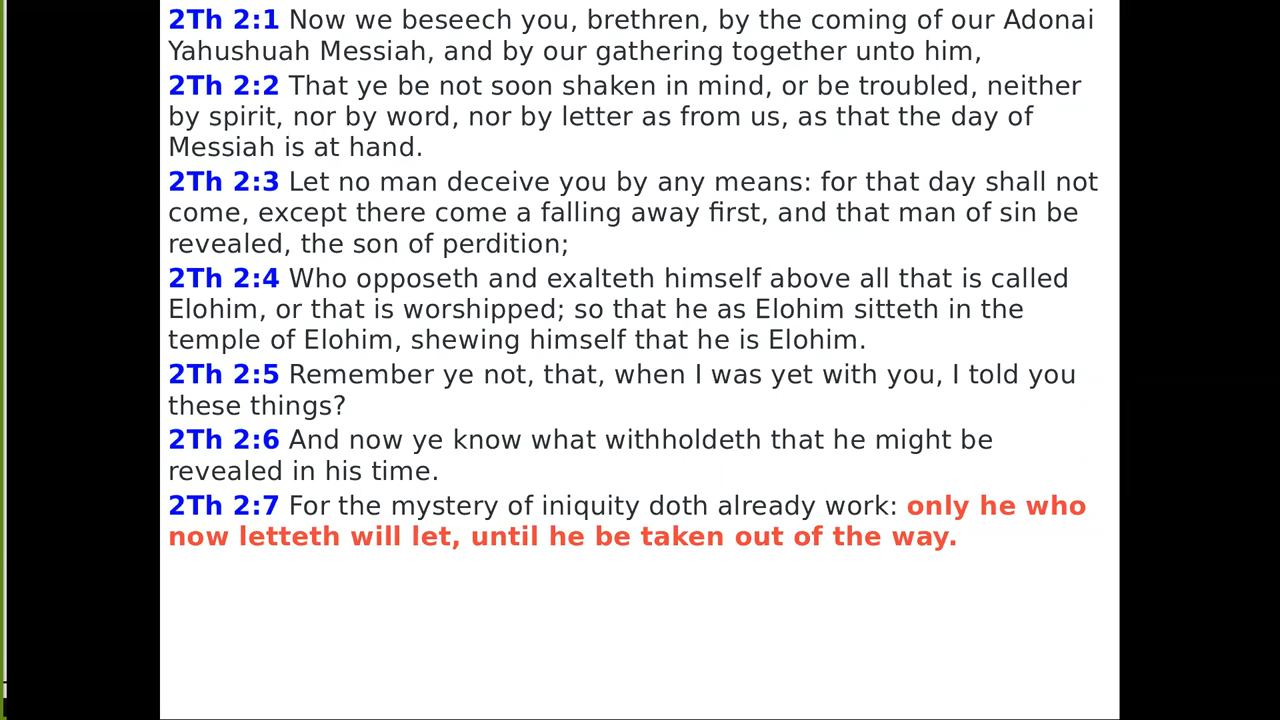 2Th 2:1 Now we beseech you, brethren, by the coming of our Adonai
Yahushuah Messiah, and by our gathering together unto him,
2Th 2:2 That ye be not soon shaken in mind, or be troubled, neither
by spirit, nor by word, nor by letter as from us, as that the day of
Messiah is at hand.
2Th 2:3 Let no man deceive you by any means: for that day shall not
come, except there come a falling away first, and that man of sin be
revealed, the son of perdition;
2Th 2:4 Who opposeth and exalteth himself above all that is called
Elohim, or that is worshipped; so that he as Elohim sitteth in the
temple of Elohim, shewing himself that he is Elohim.
2Th 2:5 Remember ye not, that, when I was yet with you, I told you
these things?
2Th 2:6 And now ye know what withholdeth that he might be
revealed in his time.
2Th 2:7 For the mystery of iniquity doth already work: only he who
now letteth will let, until he be taken out of the way.